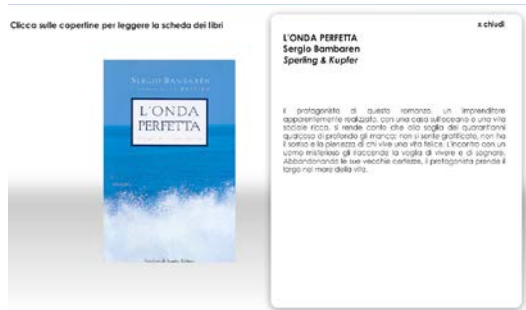 Clicca sulle copertine per leggere la scheda dei libri
SERGIO BAMBAREN
L'ONDA
PERFETTA
x chiudi
L'ONDA PERFETTA
Sergio Bambaren
Sperling & Kupfer
Il protagonista di questo romanzo, un imprenditore
apparentemente realizzato, con una casa sull'oceano e una vita
sociale ricca, si rende conto che alla soglia dei quarant'anni
qualcosa di profondo gli manca: non si sente gratificato, non ha
il sorriso e la pienezza di chi vive una vita felice. L'incontro con un
uomo misterioso gli riaccende la voglia di vivere e di sognare.
Abbandonando le sue vecchie certezze, il protagonista prende il
largo nel mare della vita.